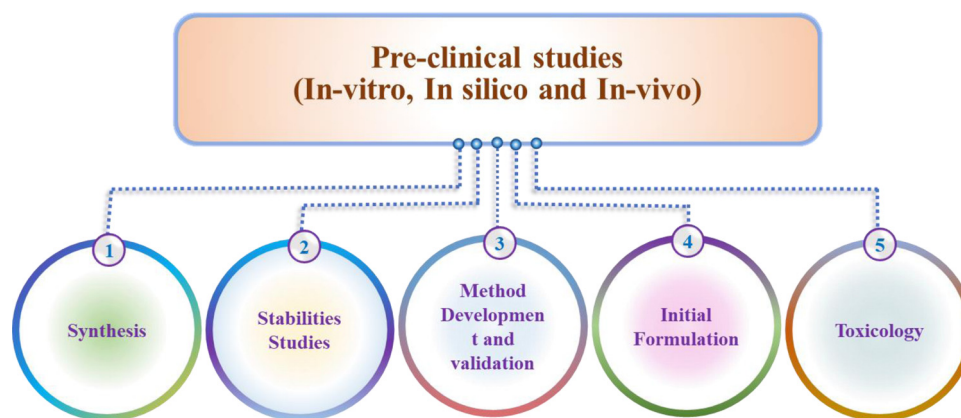 Pre-clinical studies
(In-vitro, In silico and In-vivo)
1
2
3
4
5
Synthesis
Stabilities
Studies
Method
Developmen
t and
validation
Initial
Formulation
Toxicology